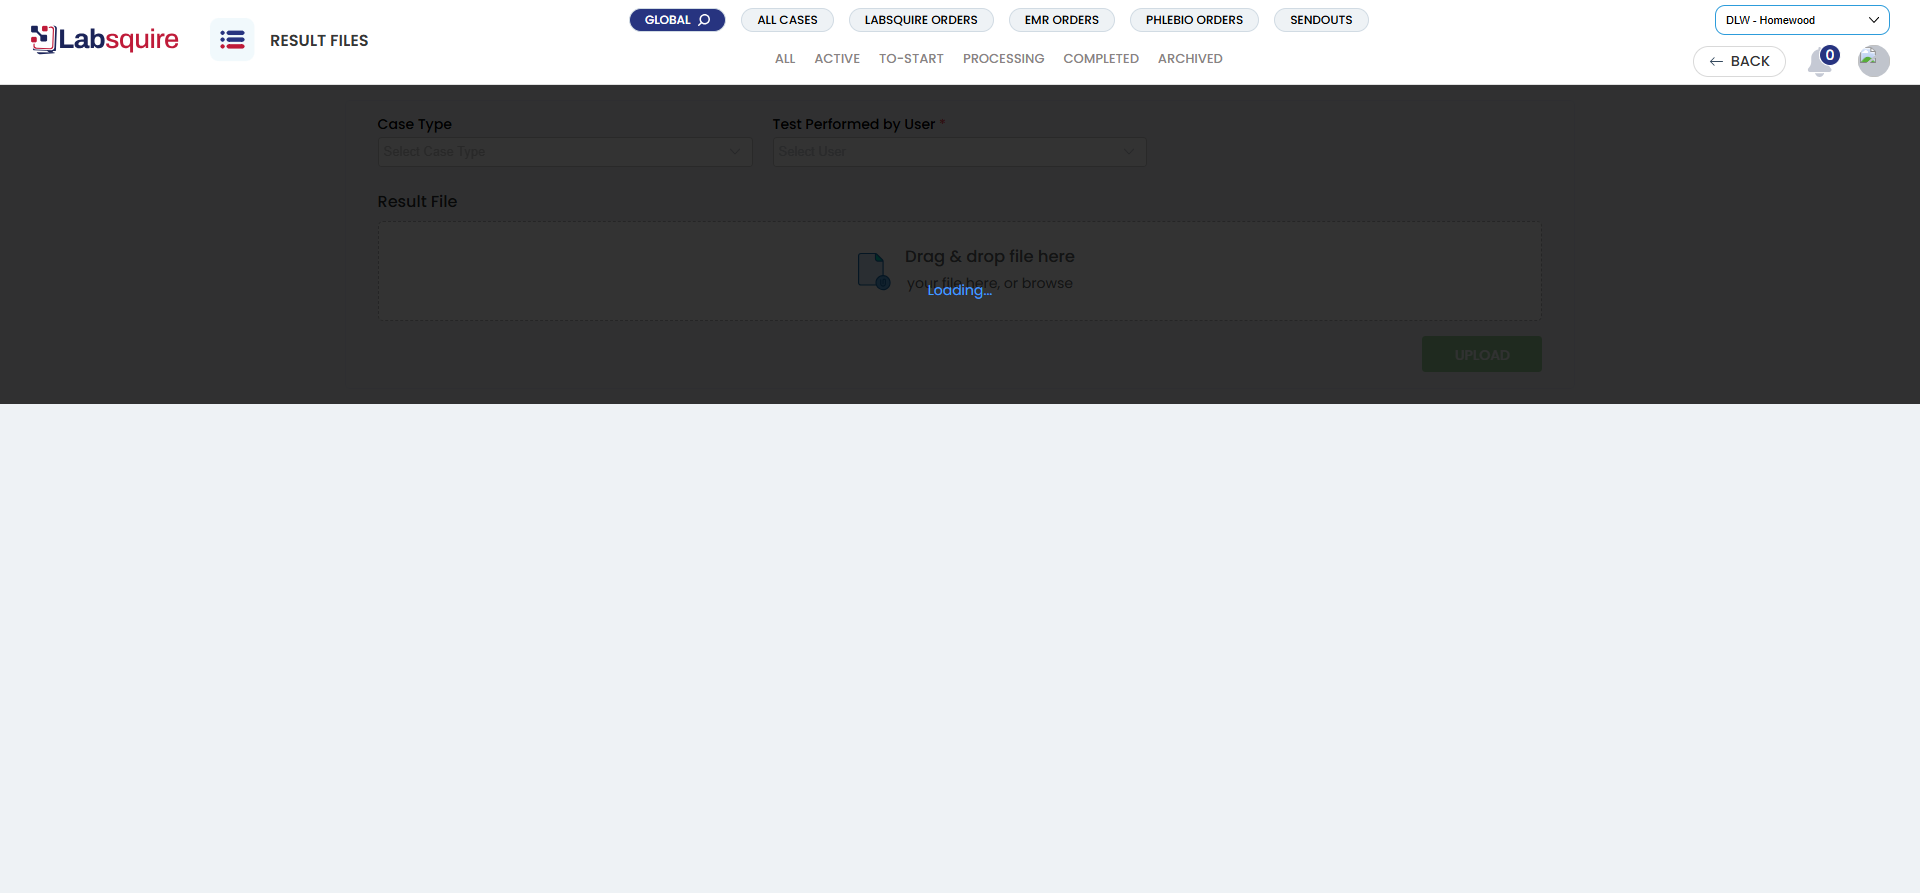 Labsquire
RESULT FILES
GLOBAL
ALL CASES
LABSQUIRE ORDERS
EMR ORDERS
PHLEBIO ORDERS
SENDOUTS
DLW - Homewood
ALL
ACTIVE
TO-START
PROCESSING
COMPLETED
ARCHIVED
BACK
0
Case Type
Test Performed by User *
Select Case Type
Select User
Result File
Drag & drop file here
your file here, or browse
Loading...
UPLOAD